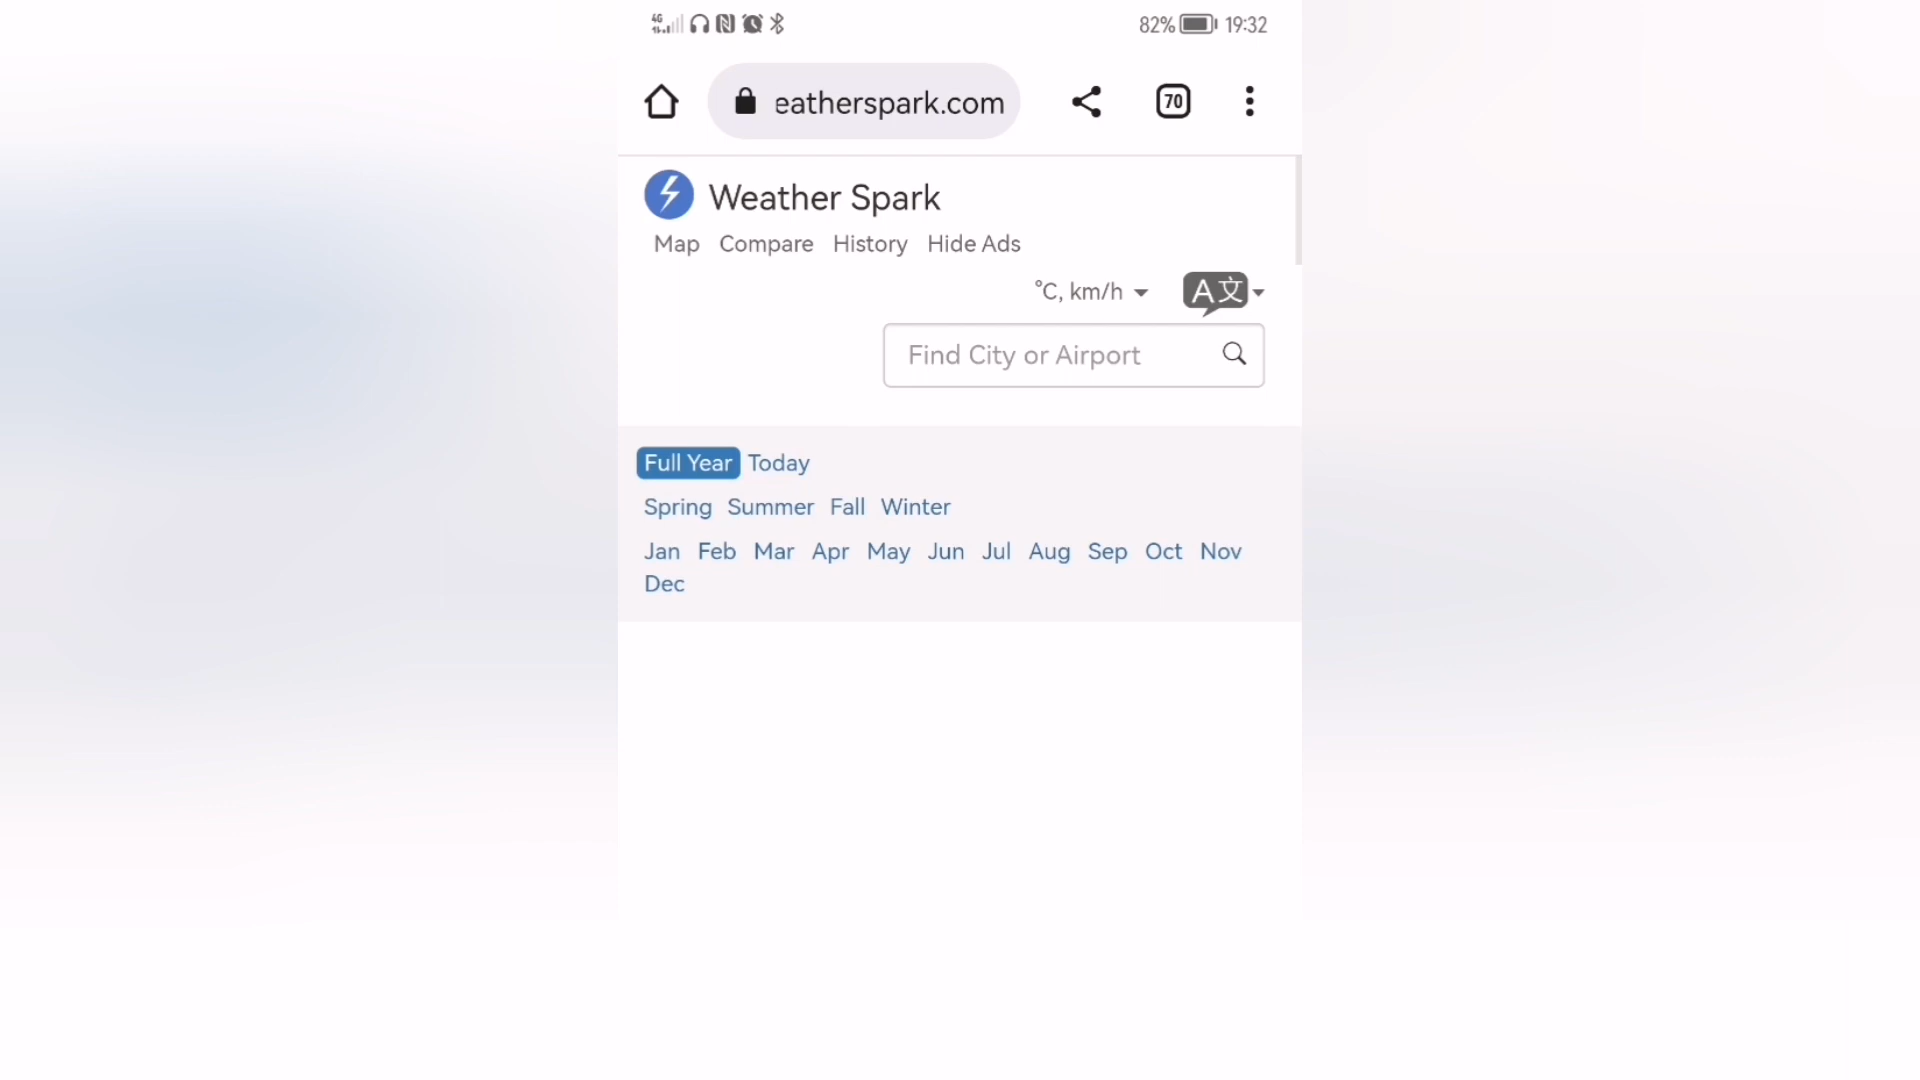 4G 82% 19:32
eatherspark.com 70
Weather Spark
Map Compare History Hide Ads
°C, km/h A文
Find City or Airport
Full Year Today
Spring Summer Fall Winter
Jan Feb Mar Apr May Jun Jul Aug Sep Oct Nov
Dec